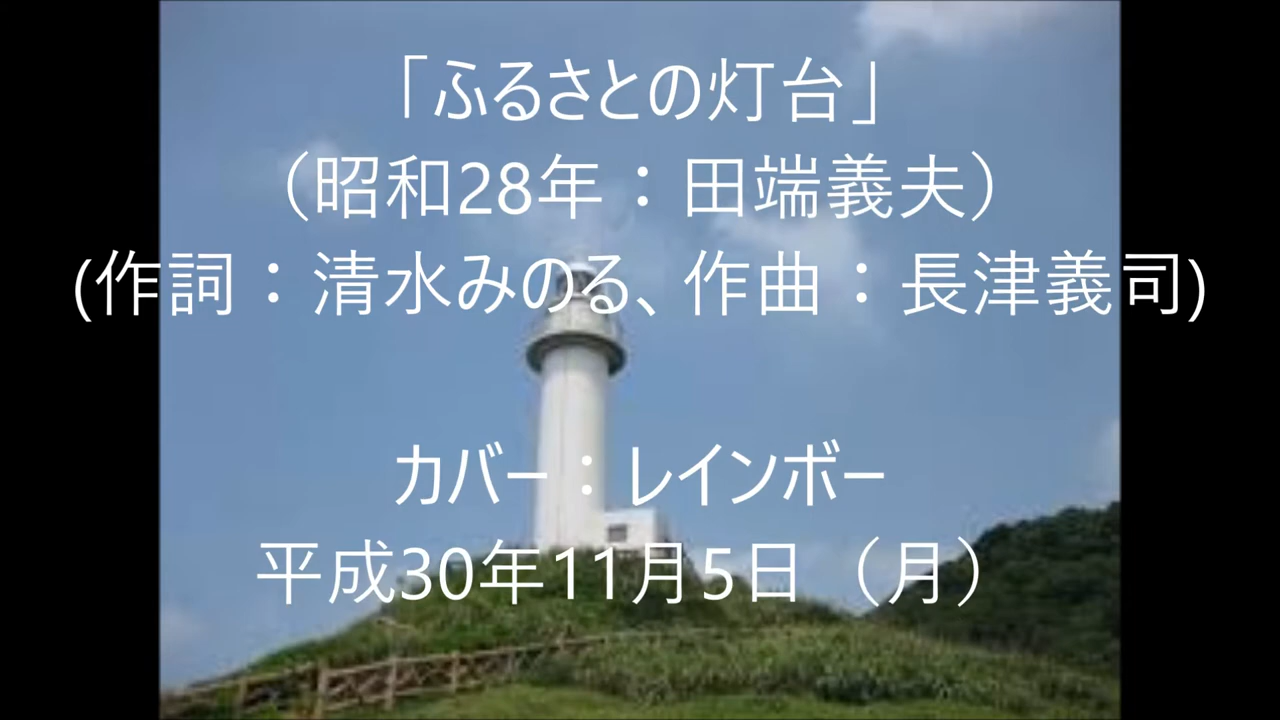 「ふるさとの灯台」
（昭和28年：田端義夫）
(作詞：清水みのる、作曲：長津義司)
カバー：レインボー
平成30年11月5日（月）